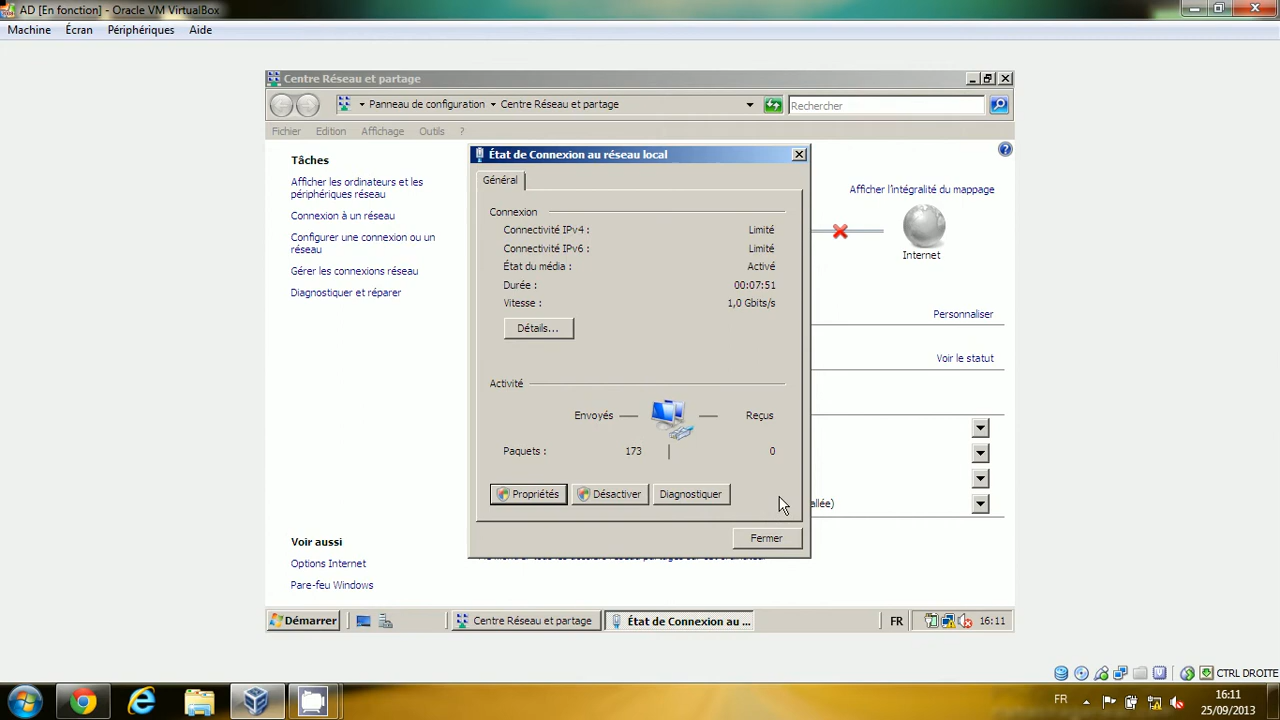 AD [En fonction] - Oracle VM VirtualBox
Machine Écran Périphériques Aide
Centre Réseau et partage
Panneau de configuration Centre Réseau et partage
Rechercher
Fichier Edition Affichage Outils ?
Tâches
Afficher les ordinateurs et les
périphériques réseau
Connexion à un réseau
Configurer une connexion ou un
réseau
Gérer les connexions réseau
Diagnostiquer et réparer
Voir aussi
Options Internet
Pare-feu Windows
État de Connexion au réseau local
Général
Connexion
Connectivité IPv4 : Limité
Connectivité IPv6 : Limité
État du média : Activé
Durée : 00:07:51
Vitesse : 1,0 Gbits/s
Détails...
Activité
Envoyés Reçus
Paquets : 173 0
Propriétés Désactiver Diagnostiquer
Fermer
Afficher l'intégralité du mappage
Internet
Personnaliser
Voir le statut
allée)
Démarrer Centre Réseau et partage État de Connexion au ... FR 16:11
CTRL DROITE
FR 16:11
25/09/2013